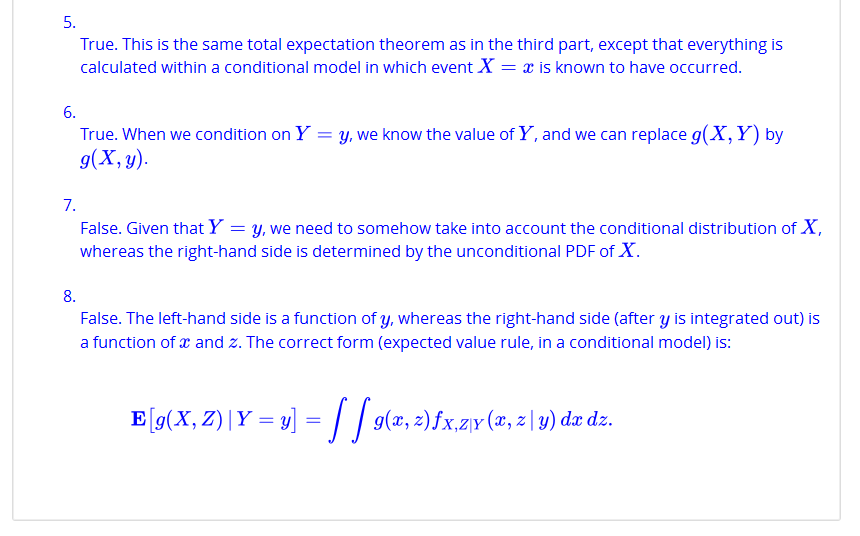 5.
True. This is the same total expectation theorem as in the third part, except that everything is
calculated within a conditional model in which event X = x is known to have occurred.
6.
True. When we condition on Y = y, we know the value of Y, and we can replace g(X, Y) by
g(X, y).
7.
False. Given that Y = y, we need to somehow take into account the conditional distribution of X,
whereas the right-hand side is determined by the unconditional PDF of X.
8.
False. The left-hand side is a function of y, whereas the right-hand side (after y is integrated out) is
a function of x and z. The correct form (expected value rule, in a conditional model) is:
E[g(X, Z) | Y = y] = ∫ ∫ g(x, z) f_{X,Z|Y}(x, z | y) dx dz.